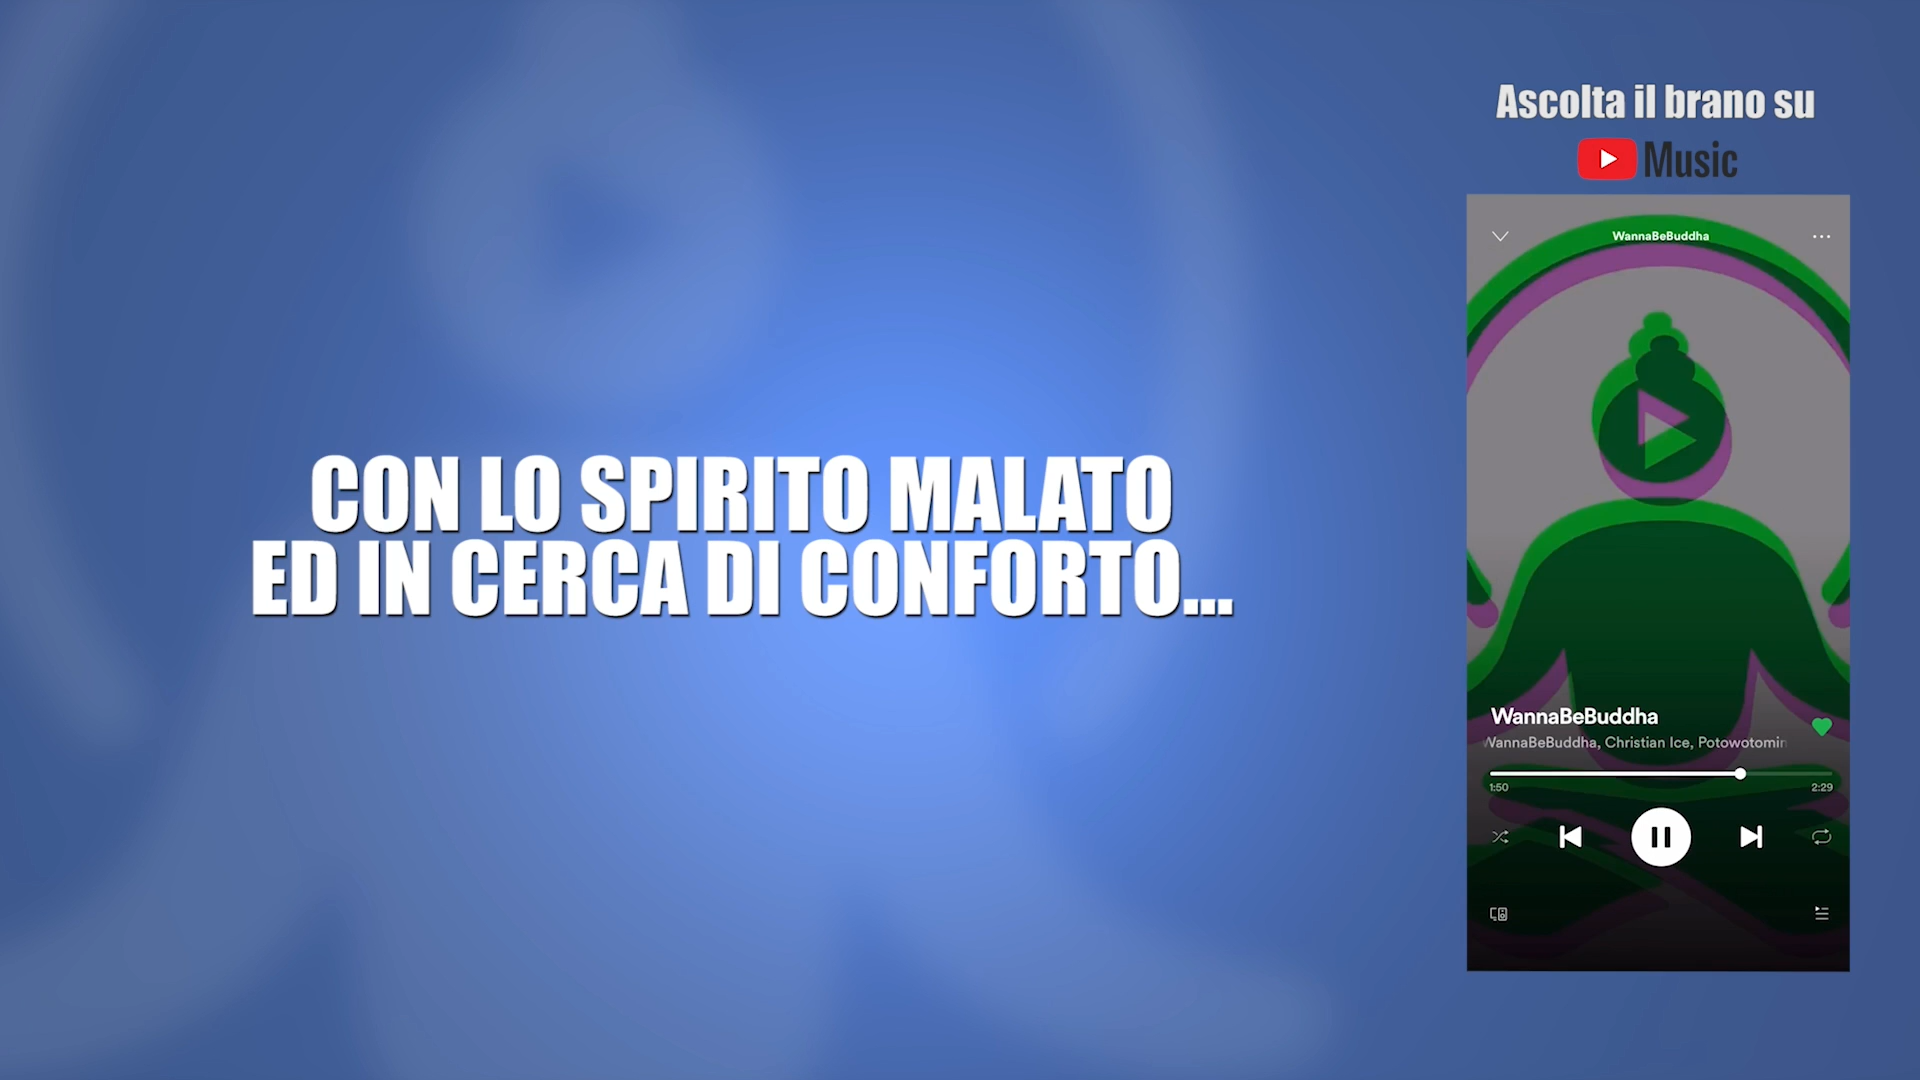 Ascolta il brano su
Music
CON LO SPIRITO MALATO
ED IN CERCA DI CONFORTO...
WannaBeBuddha
WannaBeBuddha
WannaBeBuddha, Christian Ice, Potowotomin
1:50
2:29